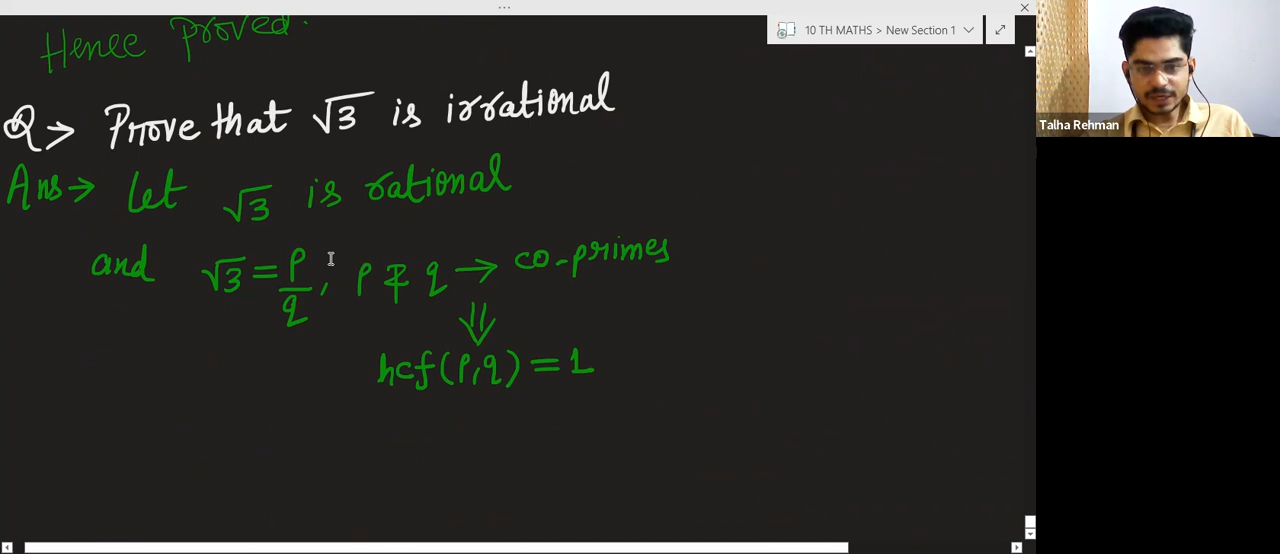 10 TH MATHS > New Section 1
Hence proved.
Q → Prove that √3 is irrational
Ans → Let √3 is rational
and √3 = p/q, p & q → co-primes
⇓
hcf(p,q) = 1
Talha Rehman